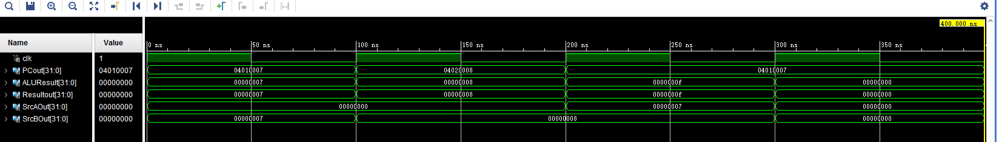 400.000 ns
Name Value
0 ns 50 ns 100 ns 150 ns 200 ns 250 ns 300 ns 350 ns
clk 1
PCout[31:0] 04010007 04010007 04020008 04010007
ALUResult[31:0] 00000000 00000007 00000008 0000000f 00000000
Resultout[31:0] 00000000 00000007 00000008 0000000f 00000000
SrcAOut[31:0] 00000000 00000000 00000007 00000000
SrcBOut[31:0] 00000000 00000007 00000008 00000000